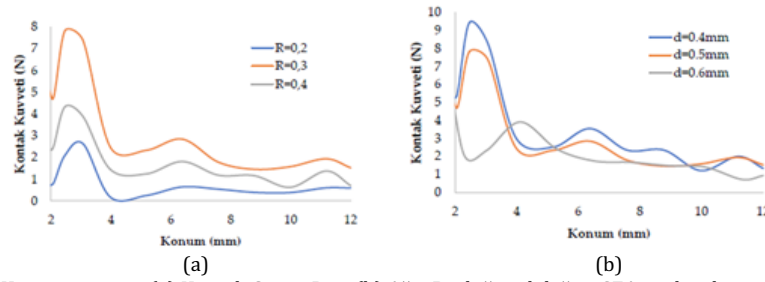 8
7
6
5
4
3
2
1
0
Kontak Kuvveti (N)
R=0,2
R=0,3
R=0,4
2 4 6 8 10 12
Konum (mm)
(a)
10
9
8
7
6
5
4
3
2
1
0
Kontak Kuvveti (N)
d=0.4mm
d=0.5mm
d=0.6mm
2 4 6 8 10 12
Konum (mm)
(b)